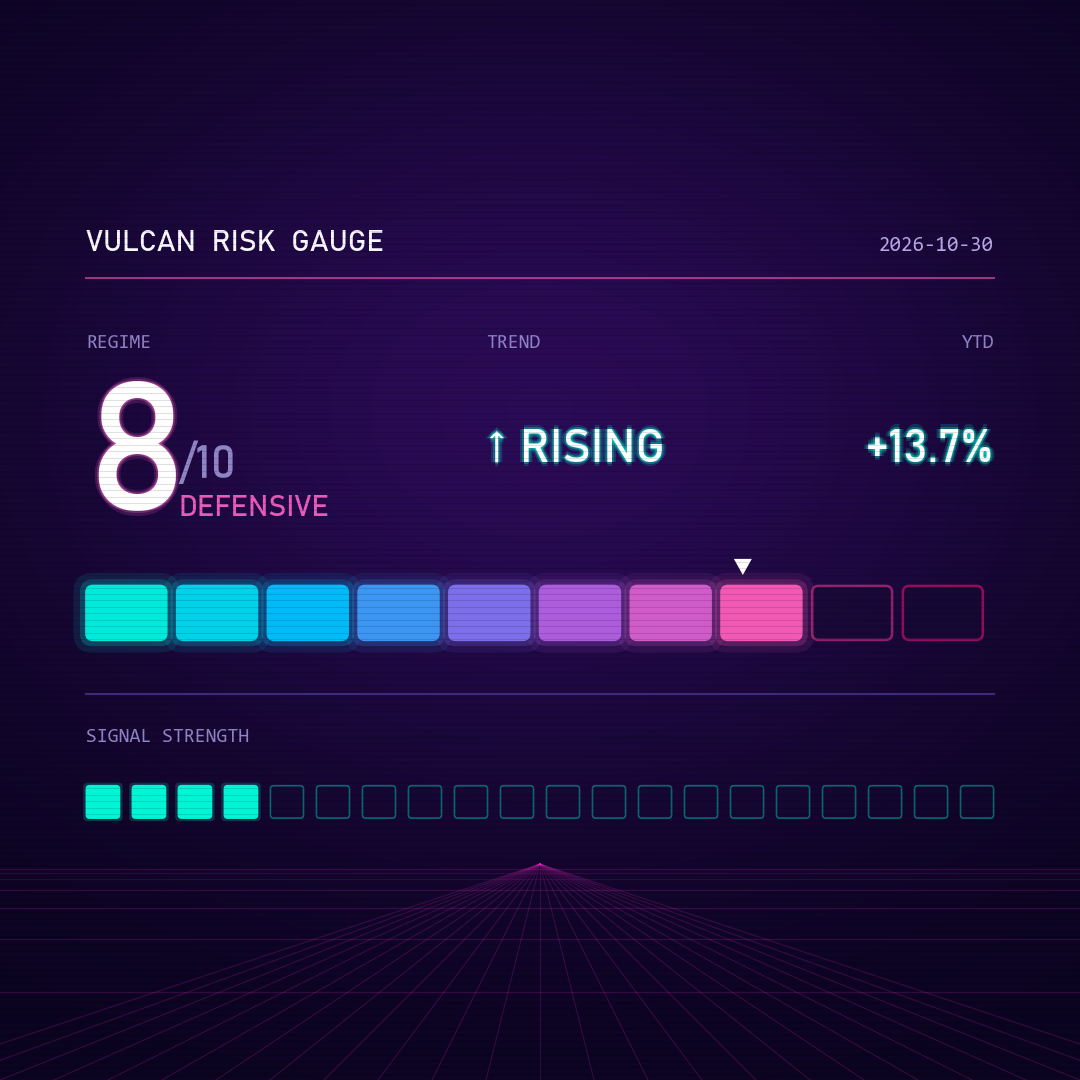 VULCAN RISK GAUGE
2026-10-30
REGIME
TREND
YTD
8/10
DEFENSIVE
↑ RISING
+13.7%
SIGNAL STRENGTH